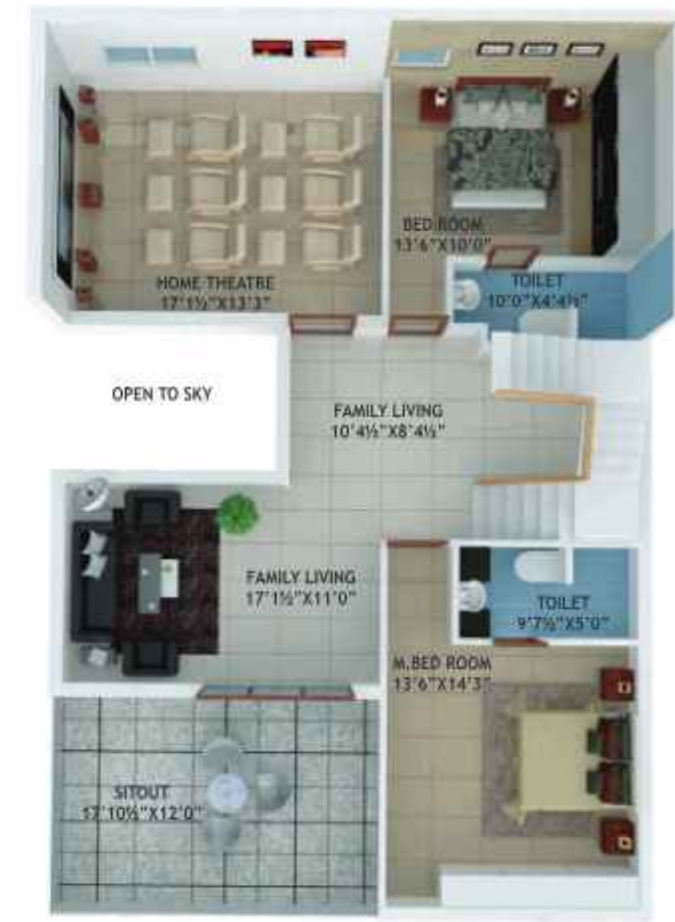 BED ROOM
13'6"X10'0"
HOME THEATRE
17'1½"X13'3"
TOILET
10'0"X4'4½"
OPEN TO SKY
FAMILY LIVING
10'4½"X8'4½"
FAMILY LIVING
17'1½"X11'0"
TOILET
9'7½"X5'0"
M.BED ROOM
13'6"X14'3"
SITOUT
17'10½"X12'0"